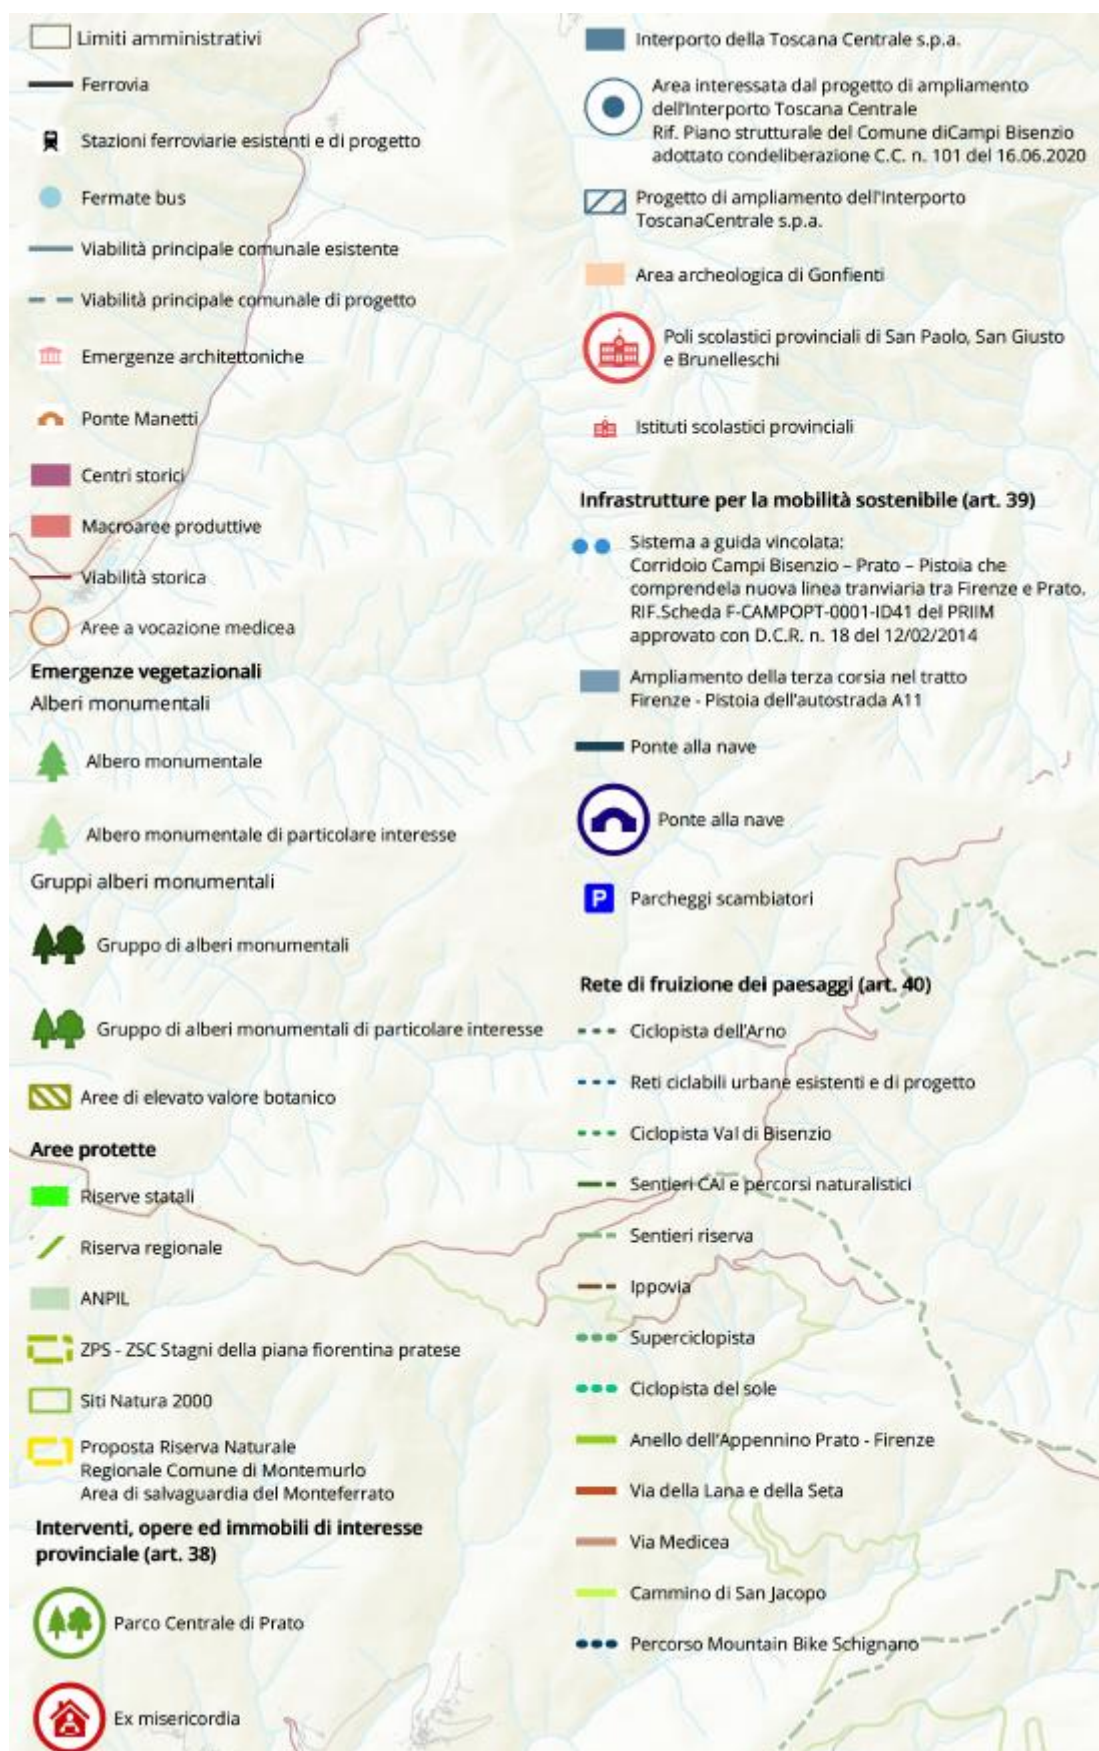 Limiti amministrativi
Ferrovia
Stazioni ferroviarie esistenti e di progetto
Fermate bus
Viabilità principale comunale esistente
Viabilità principale comunale di progetto
Emergenze architettoniche
Ponte Manetti
Centri storici
Macroaree produttive
Viabilità storica
Aree a vocazione medicea
Emergenze vegetazionali
Alberi monumentali
Albero monumentale
Albero monumentale di particolare interesse
Gruppi alberi monumentali
Gruppo di alberi monumentali
Gruppo di alberi monumentali di particolare interesse
Aree di elevato valore botanico
Aree protette
Riserve statali
Riserva regionale
ANPIL
ZPS - ZSC Stagni della piana fiorentina pratese
Siti Natura 2000
Proposta Riserva Naturale
Regionale Comune di Montemurlo
Area di salvaguardia del Monteferrato
Interventi, opere ed immobili di interesse
provinciale (art. 38)
Parco Centrale di Prato
Ex misericordia
Interporto della Toscana Centrale s.p.a.
Area interessata dal progetto di ampliamento
dell'Interporto Toscana Centrale
Rif. Piano strutturale del Comune diCampi Bisenzio
adottato condeliberazione C.C. n. 101 del 16.06.2020
Progetto di ampliamento dell'Interporto
ToscanaCentrale s.p.a.
Area archeologica di Gonfienti
Poli scolastici provinciali di San Paolo, San Giusto
e Brunelleschi
Istituti scolastici provinciali
Infrastrutture per la mobilità sostenibile (art. 39)
Sistema a guida vincolata:
Corridoio Campi Bisenzio – Prato – Pistoia che
comprendela nuova linea tranviaria tra Firenze e Prato.
RIF.Scheda F-CAMPOPT-0001-ID41 del PRIIM
approvato con D.C.R. n. 18 del 12/02/2014
Ampliamento della terza corsia nel tratto
Firenze - Pistoia dell'autostrada A11
Ponte alla nave
Ponte alla nave
P Parcheggi scambiatori
Rete di fruizione dei paesaggi (art. 40)
Ciclopista dell'Arno
Reti ciclabili urbane esistenti e di progetto
Ciclopista Val di Bisenzio
Sentieri CAI e percorsi naturalistici
Sentieri riserva
Ippovia
Superciclopista
Ciclopista del sole
Anello dell'Appennino Prato - Firenze
Via della Lana e della Seta
Via Medicea
Cammino di San Jacopo
Percorso Mountain Bike Schignano